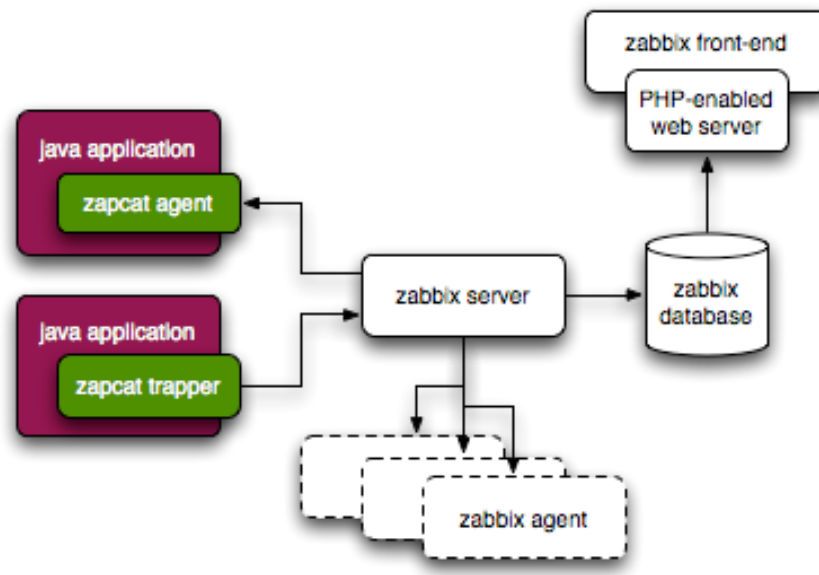 zabbix front-end
PHP-enabled
web server
java application
zapcat agent
zabbix server
zabbix
database
java application
zapcat trapper
zabbix agent